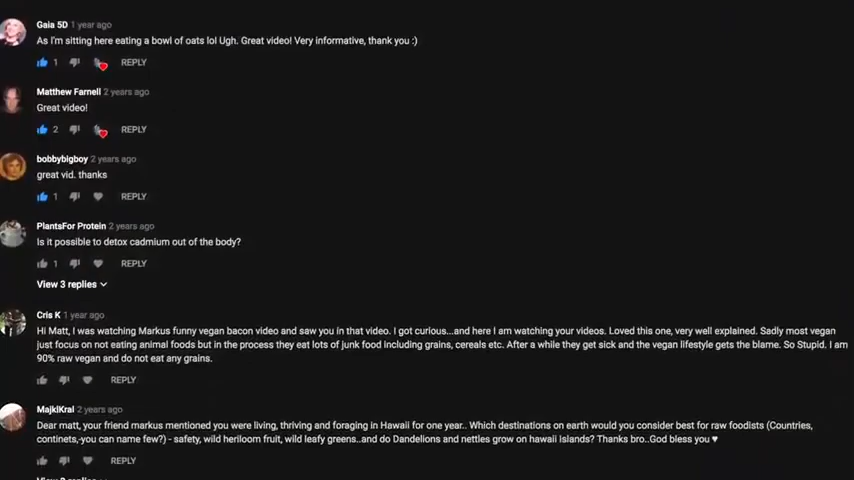 Gaia 5D 1 year ago
As I'm sitting here eating a bowl of oats lol Ugh. Great video! Very informative, thank you :)
1 REPLY
Matthew Farnell 2 years ago
Great video!
2 REPLY
bobbybigboy 2 years ago
great vid. thanks
1 REPLY
PlantsFor Protein 2 years ago
Is it possible to detox cadmium out of the body?
1 REPLY
View 3 replies
Cris K 1 year ago
Hi Matt, I was watching Markus funny vegan bacon video and saw you in that video. I got curious...and here I am watching your videos. Loved this one, very well explained. Sadly most vegan
just focus on not eating animal foods but in the process they eat lots of junk food including grains, cereals etc. After a while they get sick and the vegan lifestyle gets the blame. So Stupid. I am
90% raw vegan and do not eat any grains.
REPLY
MajklKral 2 years ago
Dear matt, your friend markus mentioned you were living, thriving and foraging in Hawaii for one year.. Which destinations on earth would you consider best for raw foodists (Countries,
continets,-you can name few?) - safety, wild heriloom fruit, wild leafy greens..and do Dandelions and nettles grow on hawaii islands? Thanks bro..God bless you ♥
REPLY